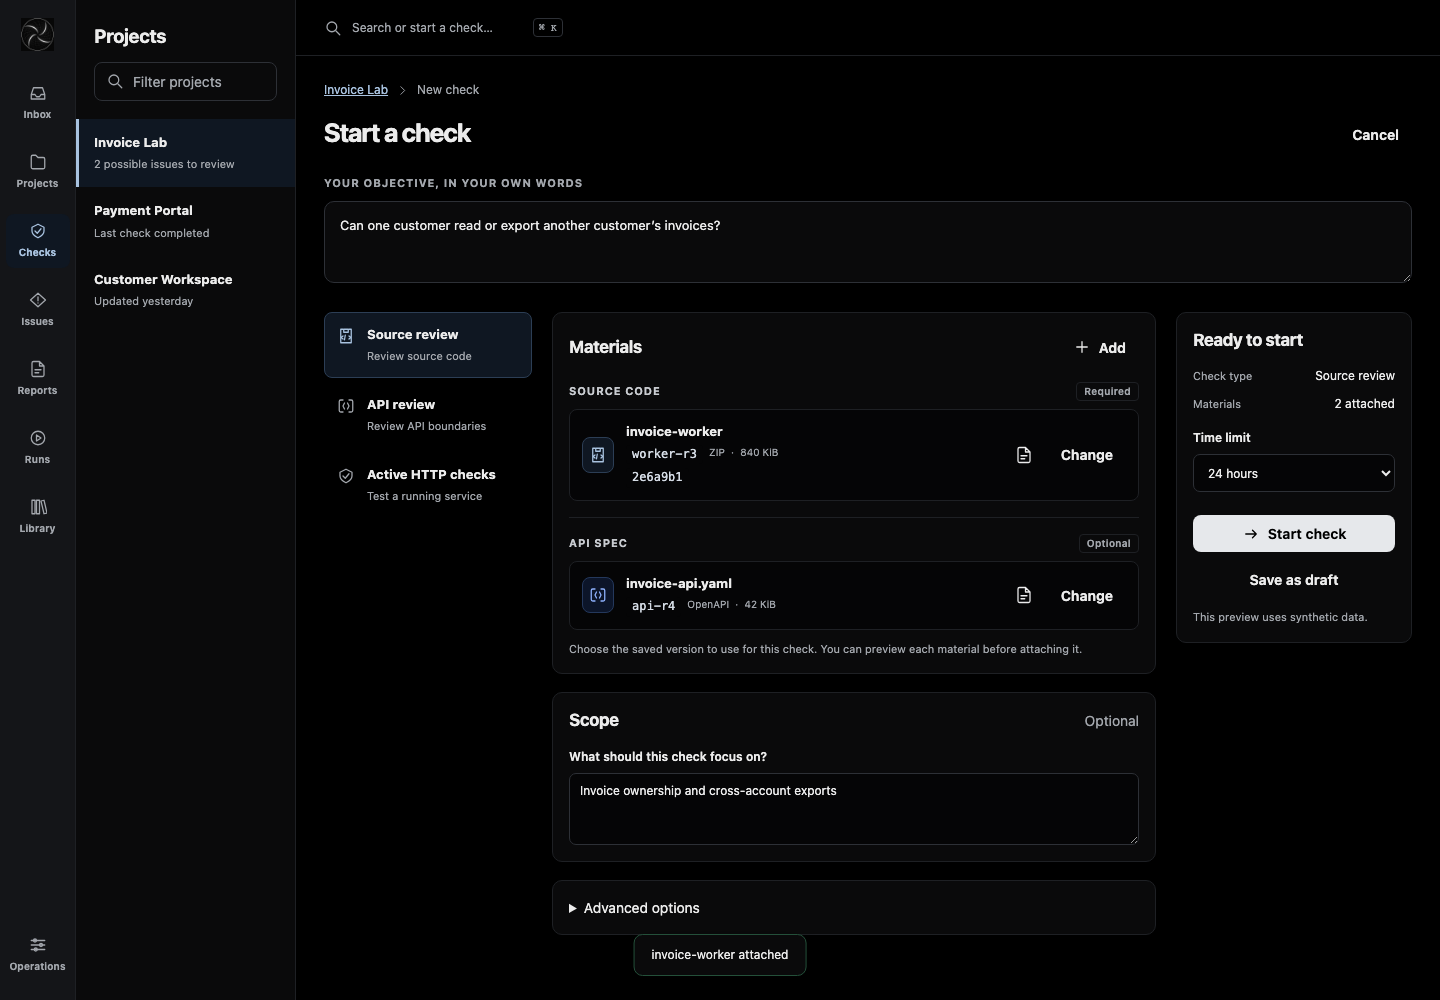 Inbox
Projects
Checks
Issues
Reports
Runs
Library
Operations
Projects
Filter projects
Invoice Lab
2 possible issues to review
Payment Portal
Last check completed
Customer Workspace
Updated yesterday
Search or start a check...
⌘ K
Invoice Lab > New check
Start a check
Cancel
YOUR OBJECTIVE, IN YOUR OWN WORDS
Can one customer read or export another customer's invoices?
Source review
Review source code
API review
Review API boundaries
Active HTTP checks
Test a running service
Materials
Add
SOURCE CODE
Required
invoice-worker
worker-r3 ZIP · 840 KiB
2e6a9b1
Change
API SPEC
Optional
invoice-api.yaml
api-r4 OpenAPI · 42 KiB
Change
Choose the saved version to use for this check. You can preview each material before attaching it.
Scope
Optional
What should this check focus on?
Invoice ownership and cross-account exports
Advanced options
invoice-worker attached
Ready to start
Check type Source review
Materials 2 attached
Time limit
24 hours
Start check
Save as draft
This preview uses synthetic data.